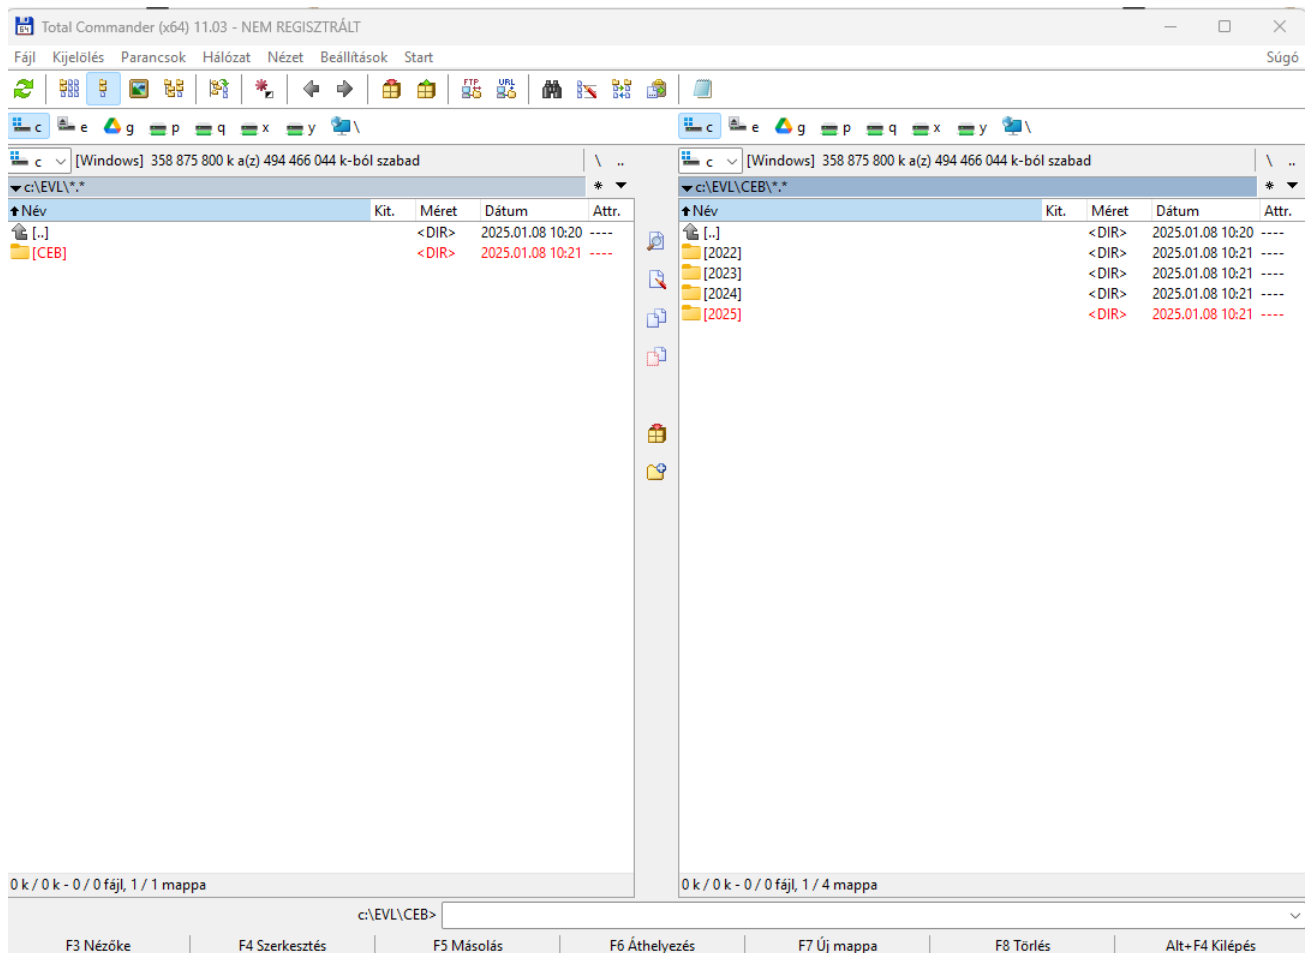 Total Commander (x64) 11.03 - NEM REGISZTRÁLT
Fájl Kijelölés Parancsok Hálózat Nézet Beállítások Start Súgó
FTP URL
c e g p q x y \ c e g p q x y \
c [Windows] 358 875 800 k a(z) 494 466 044 k-ból szabad \ .. c [Windows] 358 875 800 k a(z) 494 466 044 k-ból szabad \ ..
c:\EVL\*.* * c:\EVL\CEB\*.* *
Név Kit. Méret Dátum Attr. Név Kit. Méret Dátum Attr.
[..] <DIR> 2025.01.08 10:20 ---- [..] <DIR> 2025.01.08 10:20 ----
[CEB] <DIR> 2025.01.08 10:21 ---- [2022] <DIR> 2025.01.08 10:21 ----
[2023] <DIR> 2025.01.08 10:21 ----
[2024] <DIR> 2025.01.08 10:21 ----
[2025] <DIR> 2025.01.08 10:21 ----
0 k / 0 k - 0 / 0 fájl, 1 / 1 mappa 0 k / 0 k - 0 / 0 fájl, 1 / 4 mappa
c:\EVL\CEB>
F3 Nézőke F4 Szerkesztés F5 Másolás F6 Áthelyezés F7 Új mappa F8 Törlés Alt+F4 Kilépés